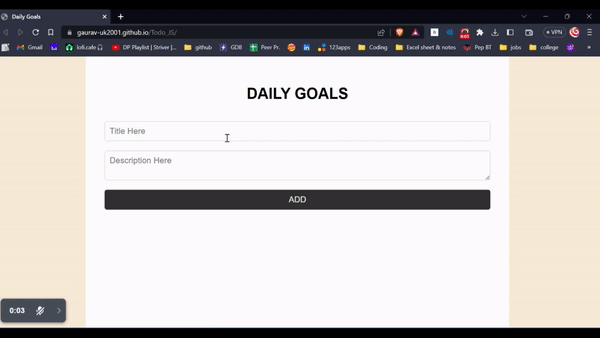 Daily Goals
gaurav-uk2001.github.io/Todo_JS/
VPN
Gmail
lofi.cafe
DP Playlist | Striver |...
github
GDB
Peer Pr.
123apps
Coding
Excel sheet & notes
Pep BT
jobs
college
»
DAILY GOALS
Title Here
Description Here
ADD
0:03